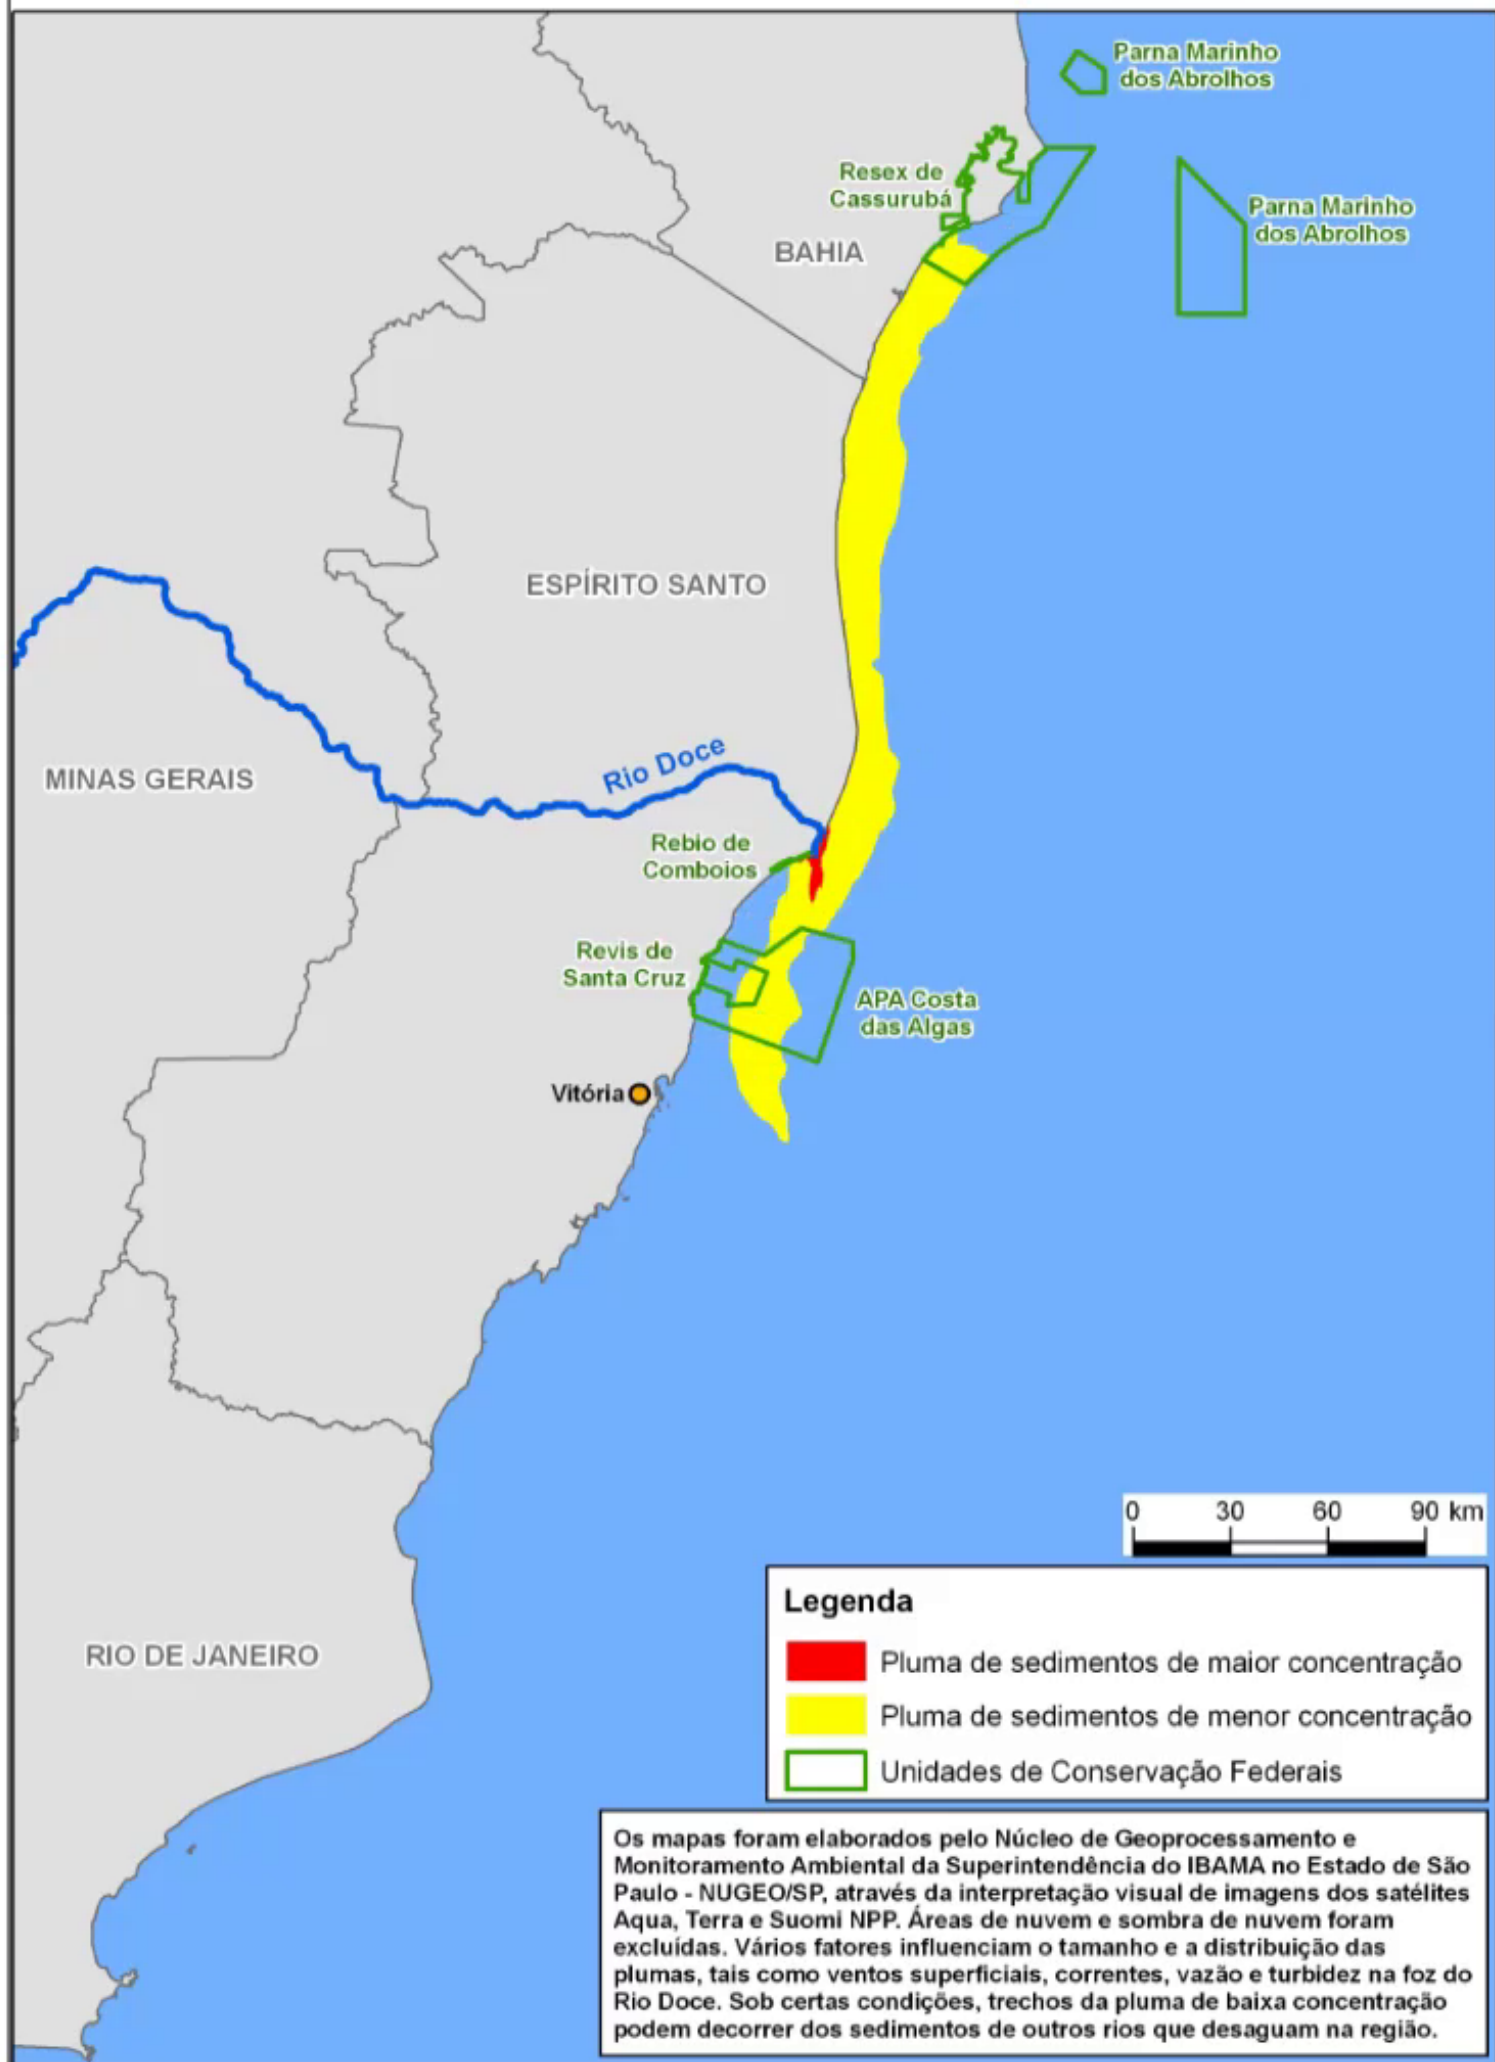 Parna Marinho
dos Abrolhos
Resex de
Cassurubá
Parna Marinho
dos Abrolhos
BAHIA
ESPÍRITO SANTO
Rio Doce
MINAS GERAIS
Rebio de
Comboios
Revis de
Santa Cruz
APA Costa
das Algas
Vitória
0 30 60 90 km
RIO DE JANEIRO
Legenda
Pluma de sedimentos de maior concentração
Pluma de sedimentos de menor concentração
Unidades de Conservação Federais
Os mapas foram elaborados pelo Núcleo de Geoprocessamento e
Monitoramento Ambiental da Superintendência do IBAMA no Estado de São
Paulo - NUGEO/SP, através da interpretação visual de imagens dos satélites
Aqua, Terra e Suomi NPP. Áreas de nuvem e sombra de nuvem foram
excluídas. Vários fatores influenciam o tamanho e a distribuição das
plumas, tais como ventos superficiais, correntes, vazão e turbidez na foz do
Rio Doce. Sob certas condições, trechos da pluma de baixa concentração
podem decorrer dos sedimentos de outros rios que desaguam na região.